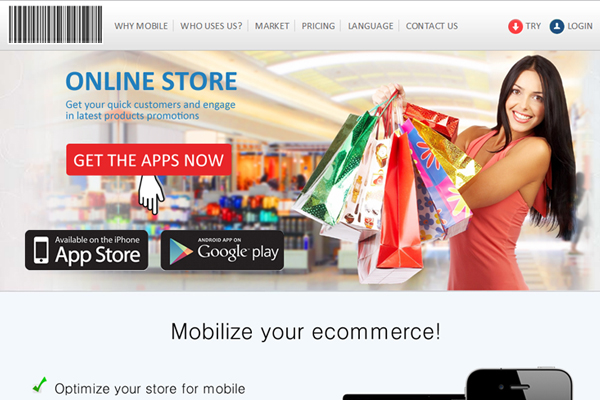 WHY MOBILE
WHO USES US?
MARKET
PRICING
LANGUAGE
CONTACT US
TRY
LOGIN
ONLINE STORE
Get your quick customers and engage
in latest products promotions
GET THE APPS NOW
Available on the iPhone
App Store
ANDROID APP ON
Google play
Mobilize your ecommerce!
Optimize your store for mobile